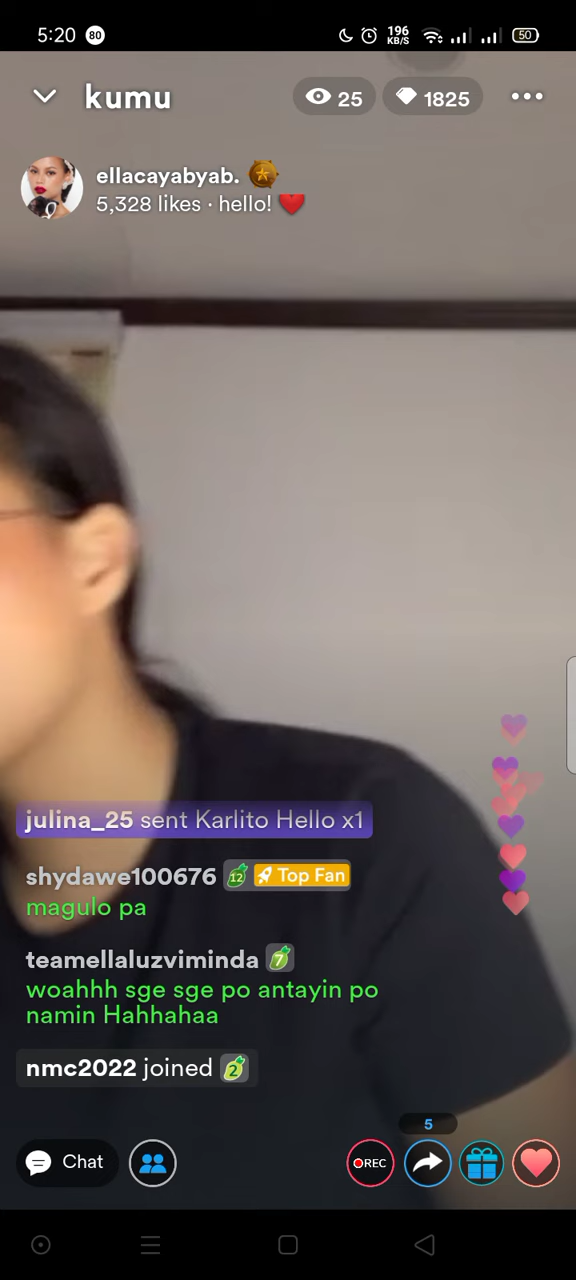 5:20 80 196 KB/S 50
kumu 25 1825
ellacayabyab.
5,328 likes · hello!
julina_25 sent Karlito Hello x1
shydawe100676 12 Top Fan
magulo pa
teamellaluzviminda 7
woahhh sge sge po antayin po
namin Hahhahaa
nmc2022 joined 2
5
Chat REC